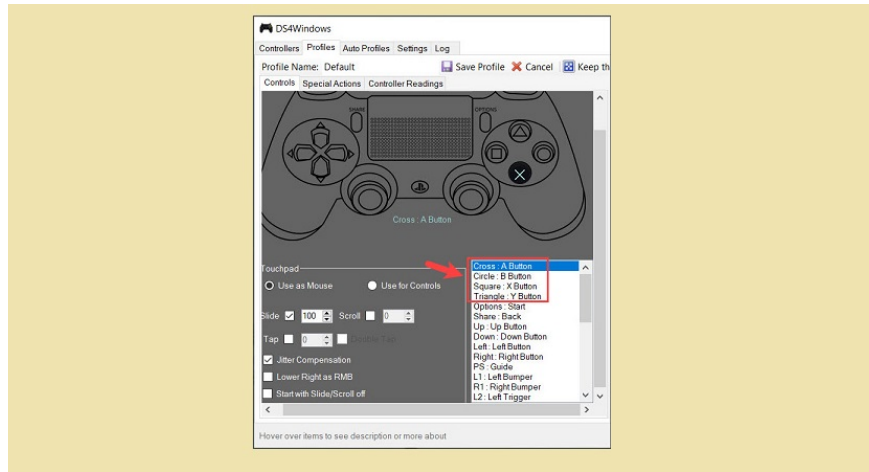 DS4Windows
Controllers Profiles Auto Profiles Settings Log
Profile Name: Default Save Profile Cancel Keep th
Controls Special Actions Controller Readings
SHARE OPTIONS
Cross : A Button
Touchpad
Use as Mouse Use for Controls
Slide 100 Scroll 0
Tap 0 Double Tap
Jitter Compensation
Lower Right as RMB
Start with Slide/Scroll off
Cross : A Button
Circle : B Button
Square : X Button
Triangle : Y Button
Options : Start
Share : Back
Up : Up Button
Down : Down Button
Left : Left Button
Right : Right Button
PS : Guide
L1 : Left Bumper
R1 : Right Bumper
L2 : Left Trigger
Hover over items to see description or more about